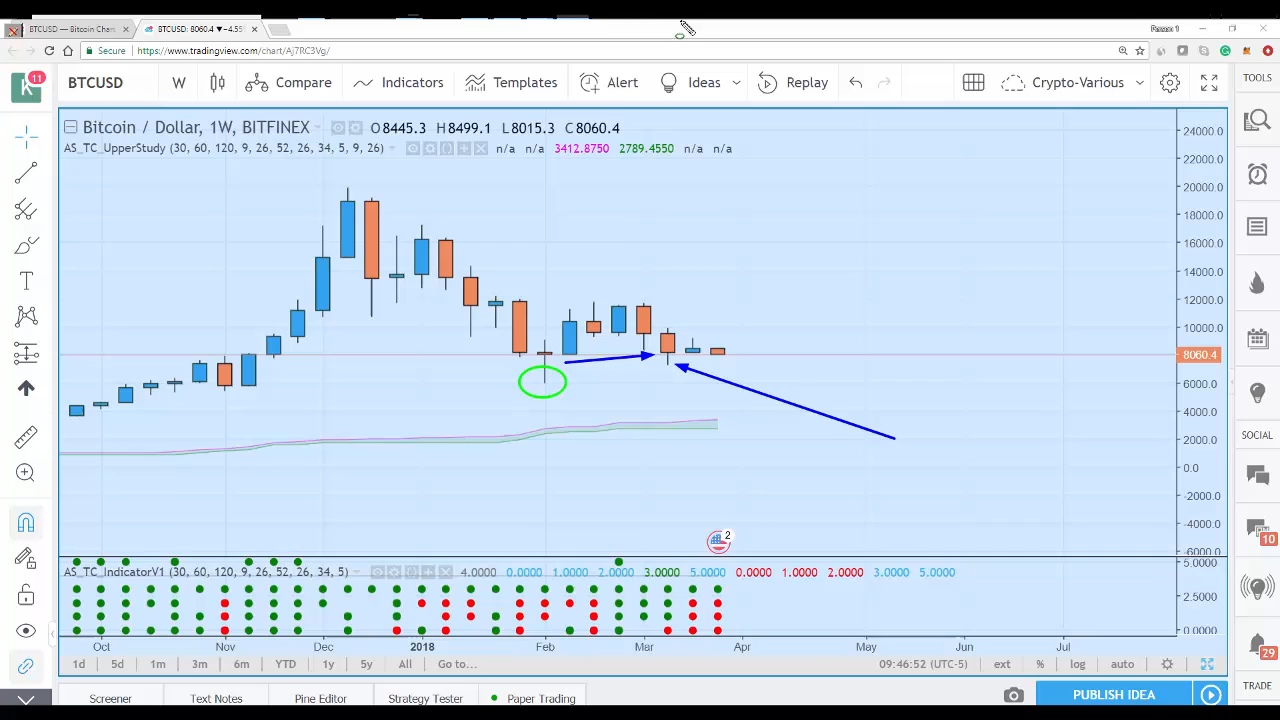 BTCUSD — Bitcoin Chart
BTCUSD: 8060.4 ▼−4.55
Person 1
Secure https://www.tradingview.com/chart/Aj7RC3Vg/
K 11 BTCUSD W Compare Indicators Templates Alert Ideas Replay Crypto-Various TOOLS
Bitcoin / Dollar, 1W, BITFINEX O8445.3 H8499.1 L8015.3 C8060.4
AS_TC_UpperStudy (30, 60, 120, 9, 26, 52, 26, 34, 5, 9, 26) n/a n/a 3412.8750 2789.4550 n/a n/a
24000.0
22000.0
20000.0
18000.0
16000.0
14000.0
12000.0
10000.0
8060.4
6000.0
4000.0
2000.0
0.0
-2000.0
-4000.0
-6000.0
SOCIAL
10
2
AS_TC_IndicatorV1 (30, 60, 120, 9, 26, 52, 26, 34, 5) 4.0000 0.0000 1.0000 2.0000 3.0000 5.0000 0.0000 1.0000 2.0000 3.0000 5.0000
5.0000
2.5000
0.0000
29
Oct Nov Dec 2018 Feb Mar Apr May Jun Jul
1d 5d 1m 3m 6m YTD 1y 5y All Go to... 09:46:52 (UTC-5) ext % log auto
TRADE
Screener Text Notes Pine Editor Strategy Tester Paper Trading PUBLISH IDEA